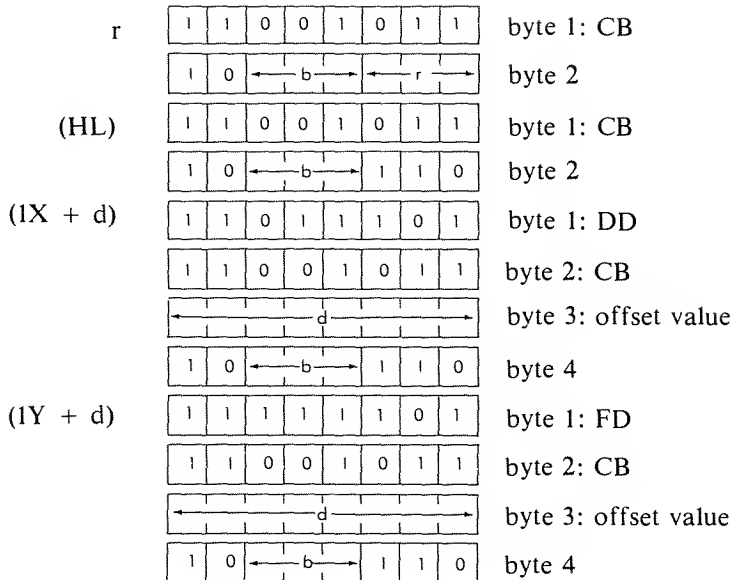 r 1 1 0 0 1 0 1 1 byte 1: CB
1 0 b r byte 2
(HL) 1 1 0 0 1 0 1 1 byte 1: CB
1 0 b 1 1 0 byte 2
(1X + d) 1 1 0 1 1 1 0 1 byte 1: DD
1 1 0 0 1 0 1 1 byte 2: CB
d byte 3: offset value
1 0 b 1 1 0 byte 4
(1Y + d) 1 1 1 1 1 1 0 1 byte 1: FD
1 1 0 0 1 0 1 1 byte 2: CB
d byte 3: offset value
1 0 b 1 1 0 byte 4